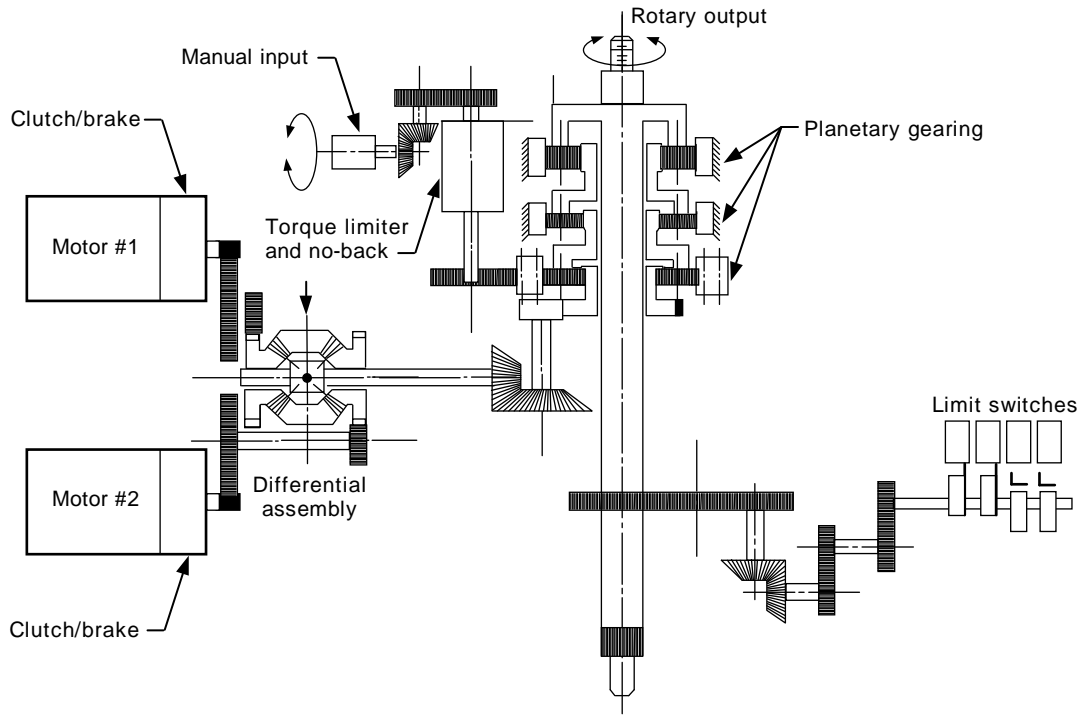 Rotary output
Manual input
Clutch/brake
Planetary gearing
Motor #1
Torque limiter
and no-back
Limit switches
Motor #2
Differential
assembly
Clutch/brake